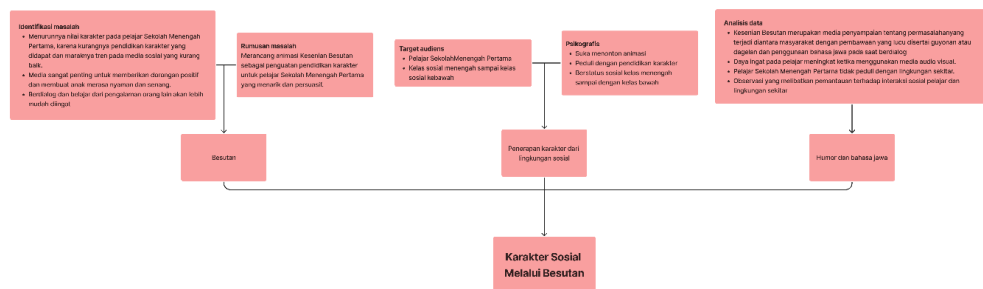 Identifikasi masalah
Menurunnya nilai karakter pada pelajar Sekolah Menengah
Pertama, karena kurangnya pendidikan karakter yang
didapat dan maraknya tren pada media sosial yang kurang
baik.
Media sangat penting untuk memberikan dorongan positif
dan membuat anak merasa nyaman dan senang.
Berdialog dan belajar dari pengalaman orang lain akan lebih
mudah diingat
Rumusan masalah
Merancang animasi Kesenian Besutan
sebagai penguatan pendidikan karakter
untuk pelajar Sekolah Menengah Pertama
yang menarik dan persuasif.
Target audiens
Pelajar SekolahMenengah Pertama
Kelas sosial menengah sampai kelas
sosial kebawah
Psikografis
Suka menonton animasi
Peduli dengan pendidikan karakter
Berstatus sosial kelas menengah
sampai dengan kelas bawah
Analisis data
Kesenian Besutan merupakan media penyampaian tentang permasalahanyang
terjadi diantara masyarakat dengan pembawaan yang lucu disertai guyonan atau
dagelan dan penggunaan bahasa jawa pada saat berdialog
Daya ingat pada pelajar meningkat ketika menggunakan media audio visual.
Pelajar Sekolah Menengah Pertama tidak peduli dengan lingkungan sekitar.
Observasi yang melibatkan pemantauan terhadap interaksi sosial pelajar dan
lingkungan sekitar
Besutan
Penerapan karakter dari
lingkungan sosial
Humor dan bahasa jawa
Karakter Sosial
Melalui Besutan